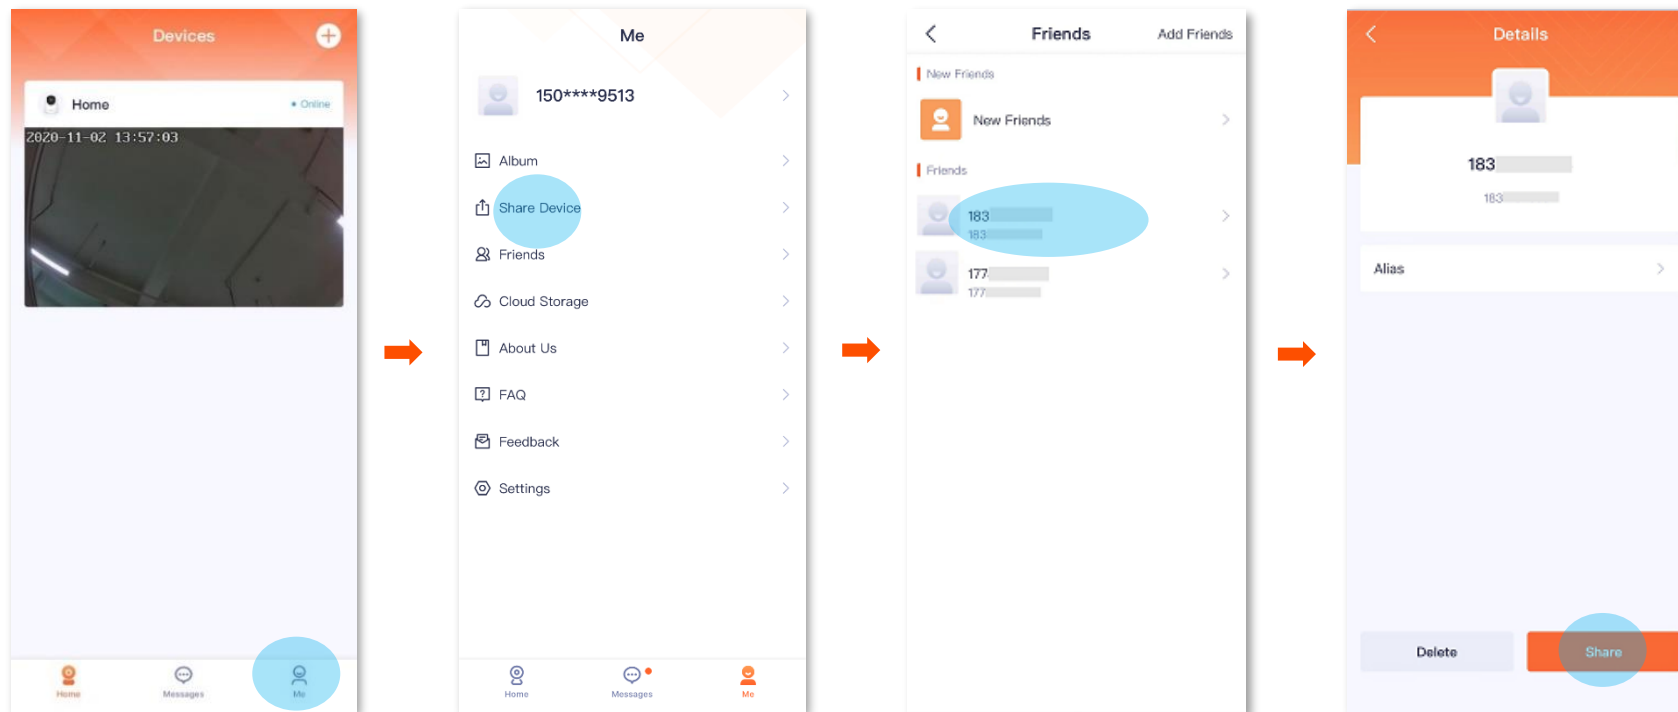 Devices
Home
Online
2020-11-02 13:57:03
Home
Messages
Me
Me
150****9513
Album
Share Device
Friends
Cloud Storage
About Us
FAQ
Feedback
Settings
Home
Messages
Me
Friends
Add Friends
New Friends
New Friends
Friends
183
183
177
177
Details
183
183
Alias
Delete
Share